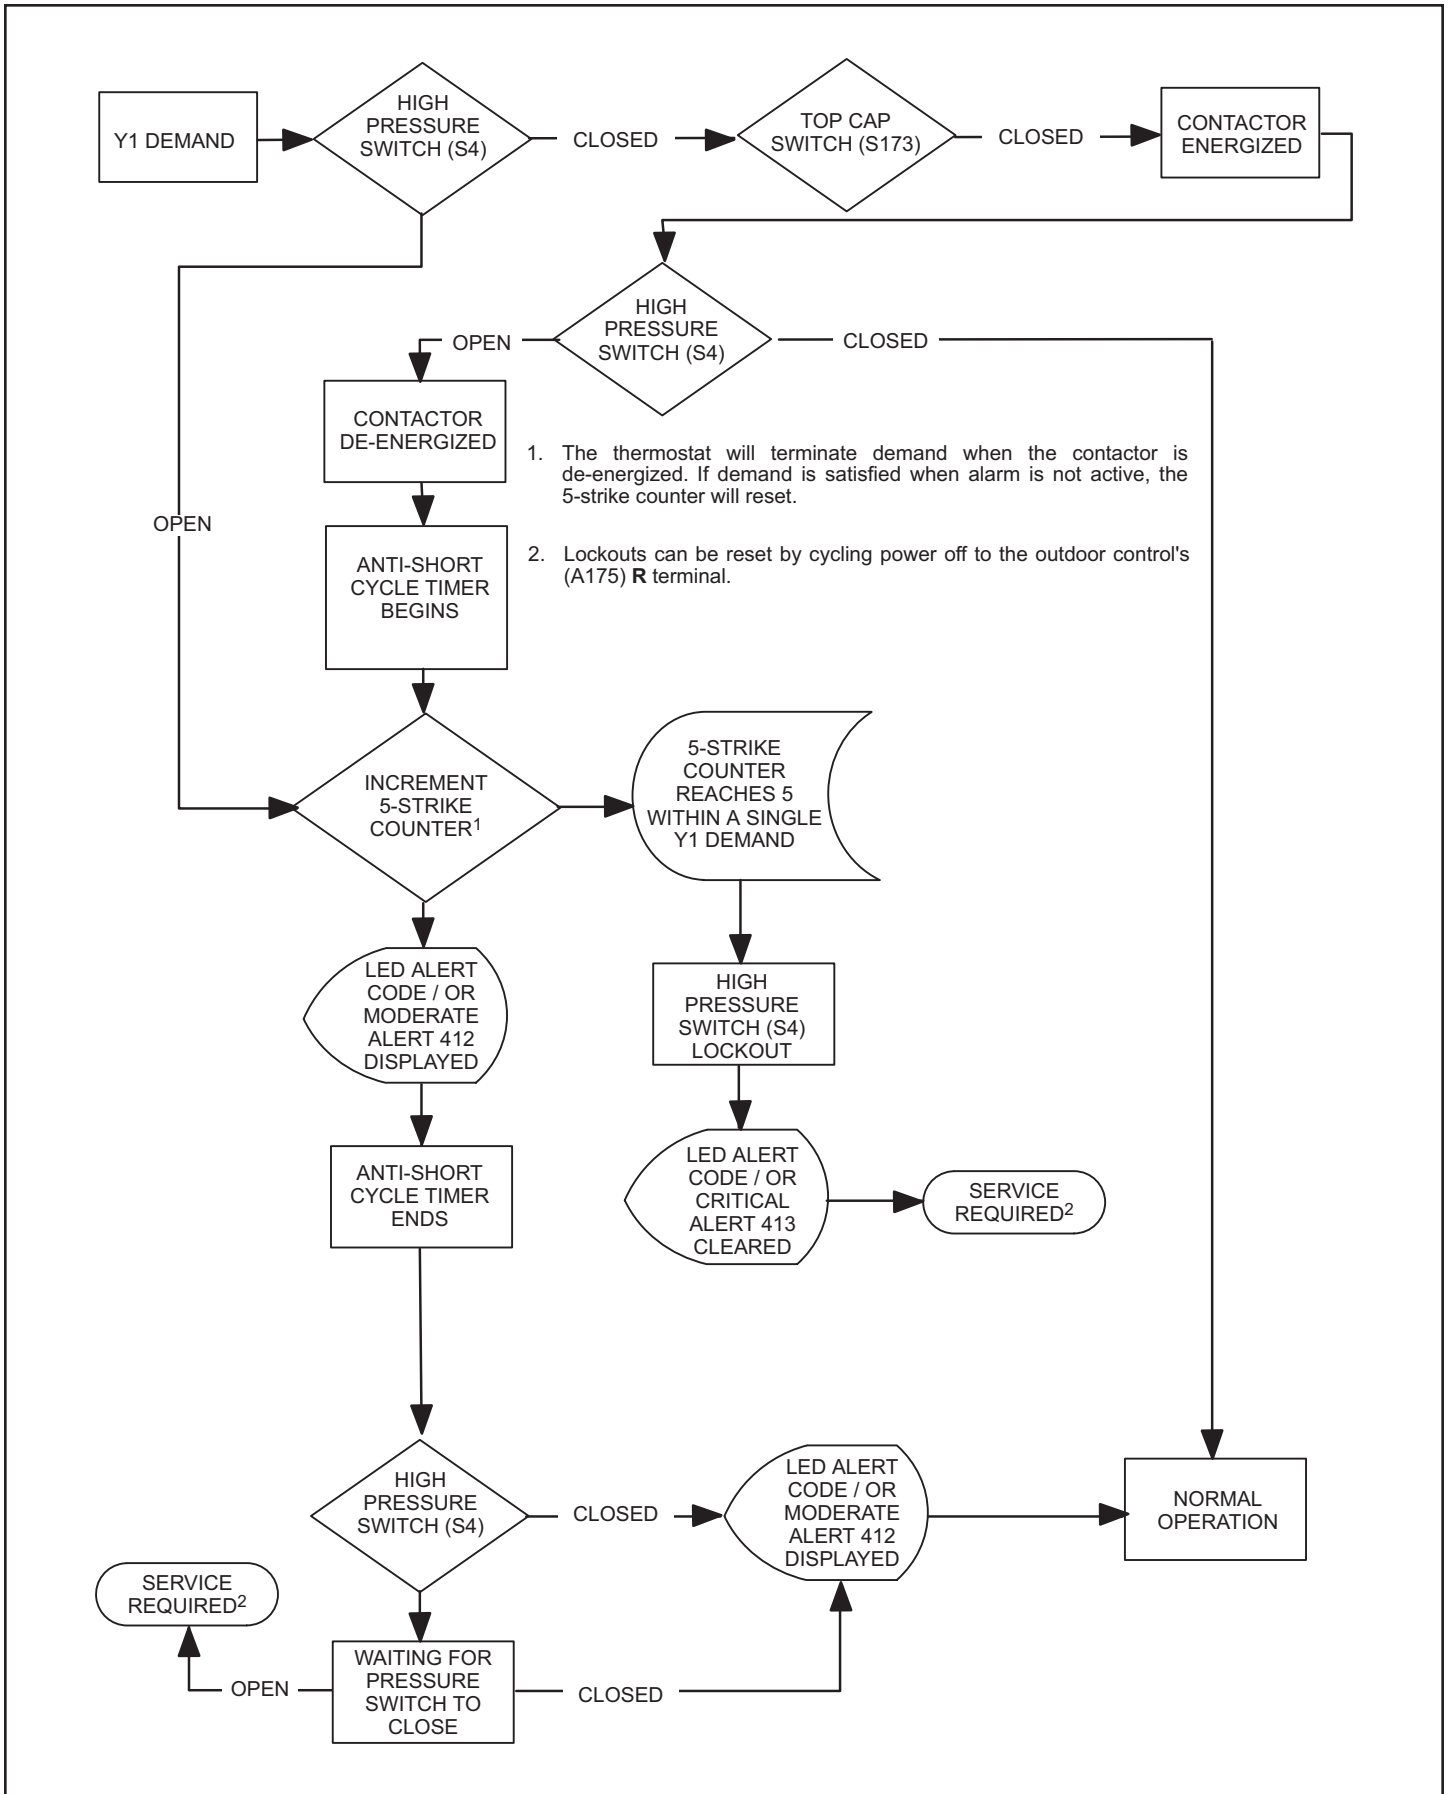 Y1 DEMAND
HIGH
PRESSURE
SWITCH (S4)
CLOSED
TOP CAP
SWITCH (S173)
CLOSED
CONTACTOR
ENERGIZED
HIGH
PRESSURE
SWITCH (S4)
OPEN
CLOSED
CONTACTOR
DE-ENERGIZED
1. The thermostat will terminate demand when the contactor is
de-energized. If demand is satisfied when alarm is not active, the
5-strike counter will reset.
OPEN
ANTI-SHORT
CYCLE TIMER
BEGINS
2. Lockouts can be reset by cycling power off to the outdoor control's
(A175) R terminal.
INCREMENT
5-STRIKE
COUNTER1
5-STRIKE
COUNTER
REACHES 5
WITHIN A SINGLE
Y1 DEMAND
LED ALERT
CODE / OR
MODERATE
ALERT 412
DISPLAYED
HIGH
PRESSURE
SWITCH (S4)
LOCKOUT
ANTI-SHORT
CYCLE TIMER
ENDS
LED ALERT
CODE / OR
CRITICAL
ALERT 413
CLEARED
SERVICE
REQUIRED2
HIGH
PRESSURE
SWITCH (S4)
CLOSED
LED ALERT
CODE / OR
MODERATE
ALERT 412
DISPLAYED
NORMAL
OPERATION
SERVICE
REQUIRED2
OPEN
WAITING FOR
PRESSURE
SWITCH TO
CLOSE
CLOSED